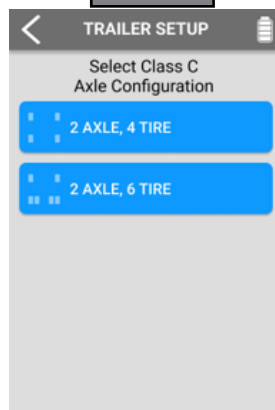 TRAILER SETUP
Select Class C
Axle Configuration
2 AXLE, 4 TIRE
2 AXLE, 6 TIRE